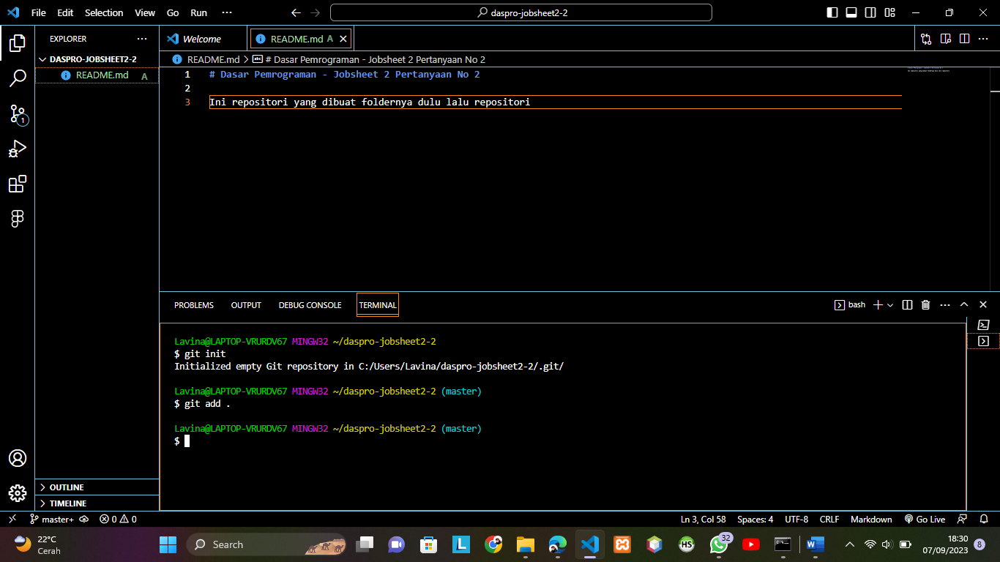 File Edit Selection View Go Run ···
daspro-jobsheet2-2
EXPLORER ···
Welcome
README.md A
DASPRO-JOBSHEET2-2
README.md A
README.md > # Dasar Pemrograman - Jobsheet 2 Pertanyaan No 2
1 # Dasar Pemrograman - Jobsheet 2 Pertanyaan No 2
2
3 Ini repositori yang dibuat foldernya dulu lalu repositori
1
PROBLEMS OUTPUT DEBUG CONSOLE TERMINAL
bash
Lavina@LAPTOP-VRURDV67 MINGW32 ~/daspro-jobsheet2-2
$ git init
Initialized empty Git repository in C:/Users/Lavina/daspro-jobsheet2-2/.git/
Lavina@LAPTOP-VRURDV67 MINGW32 ~/daspro-jobsheet2-2 (master)
$ git add .
Lavina@LAPTOP-VRURDV67 MINGW32 ~/daspro-jobsheet2-2 (master)
$
OUTLINE
TIMELINE
master+ 0 0 Ln 3, Col 58 Spaces: 4 UTF-8 CRLF Markdown Go Live
22°C
Cerah
Search
L
HS
32
W
18:30
07/09/2023
8